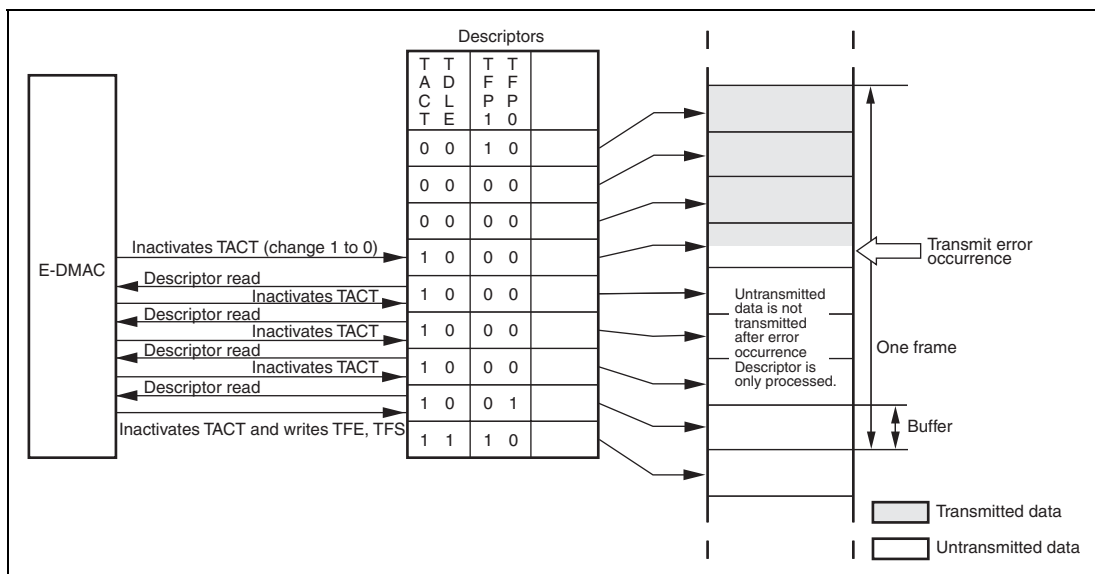 Descriptors
T T T T
A D F F
C L P P
T E 1 0
0 0 1 0
0 0 0 0
0 0 0 0
1 0 0 0
1 0 0 0
1 0 0 0
1 0 0 0
1 0 0 1
1 1 1 0
E-DMAC
Inactivates TACT (change 1 to 0)
Descriptor read
Inactivates TACT
Descriptor read
Inactivates TACT
Descriptor read
Inactivates TACT
Descriptor read
Inactivates TACT and writes TFE, TFS
Transmit error
occurrence
Untransmitted
data is not
transmitted
after error
occurrence
Descriptor is
only processed.
One frame
Buffer
Transmitted data
Untransmitted data